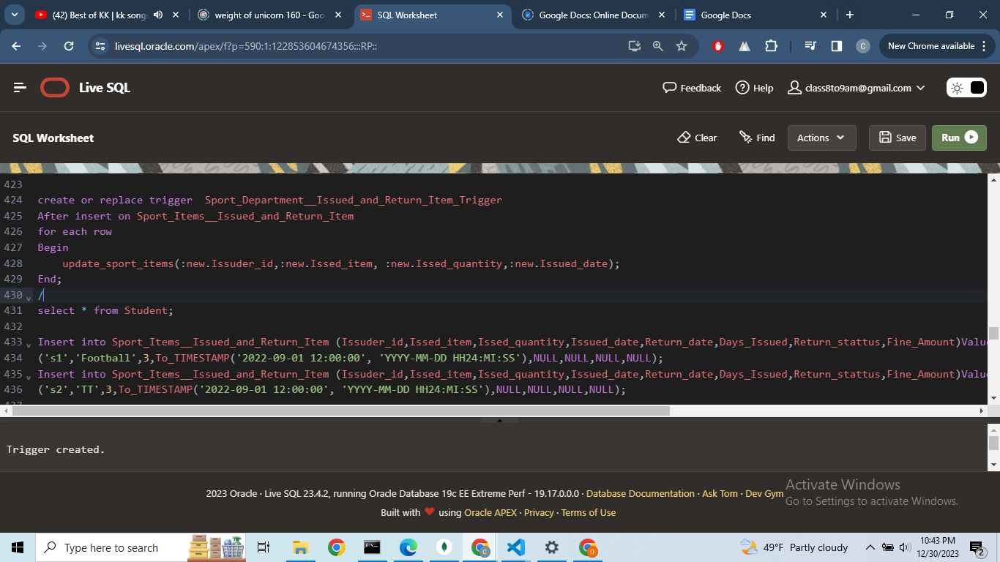 (42) Best of KK | kk songs
weight of unicorn 160 - Goo
SQL Worksheet
Google Docs: Online Docum
Google Docs
livesql.oracle.com/apex/f?p=590:1:122853604674356:::RP::
C
New Chrome available
Live SQL
Feedback
Help
class8to9am@gmail.com
SQL Worksheet
Clear
Find
Actions
Save
Run
423
424 create or replace trigger  Sport_Department__Issued_and_Return_Item_Trigger
425 After insert on Sport_Items__Issued_and_Return_Item
426 for each row
427 Begin
428     update_sport_items(:new.Issuder_id,:new.Issed_item, :new.Issed_quantity,:new.Issued_date);
429 End;
430 /
431 select * from Student;
432
433 Insert into Sport_Items__Issued_and_Return_Item (Issuder_id,Issed_item,Issed_quantity,Issued_date,Return_date,Days_Issued,Return_stattus,Fine_Amount)Value
434 ('s1','Football',3,To_TIMESTAMP('2022-09-01 12:00:00', 'YYYY-MM-DD HH24:MI:SS'),NULL,NULL,NULL,NULL);
435 Insert into Sport_Items__Issued_and_Return_Item (Issuder_id,Issed_item,Issed_quantity,Issued_date,Return_date,Days_Issued,Return_stattus,Fine_Amount)Value
436 ('s2','TT',3,To_TIMESTAMP('2022-09-01 12:00:00', 'YYYY-MM-DD HH24:MI:SS'),NULL,NULL,NULL,NULL);
Trigger created.
2023 Oracle · Live SQL 23.4.2, running Oracle Database 19c EE Extreme Perf - 19.17.0.0.0 · Database Documentation · Ask Tom · Dev Gym
Built with ❤ using Oracle APEX · Privacy · Terms of Use
Activate Windows
Go to Settings to activate Windows.
Type here to search
49°F Partly cloudy
10:43 PM
12/30/2023
2